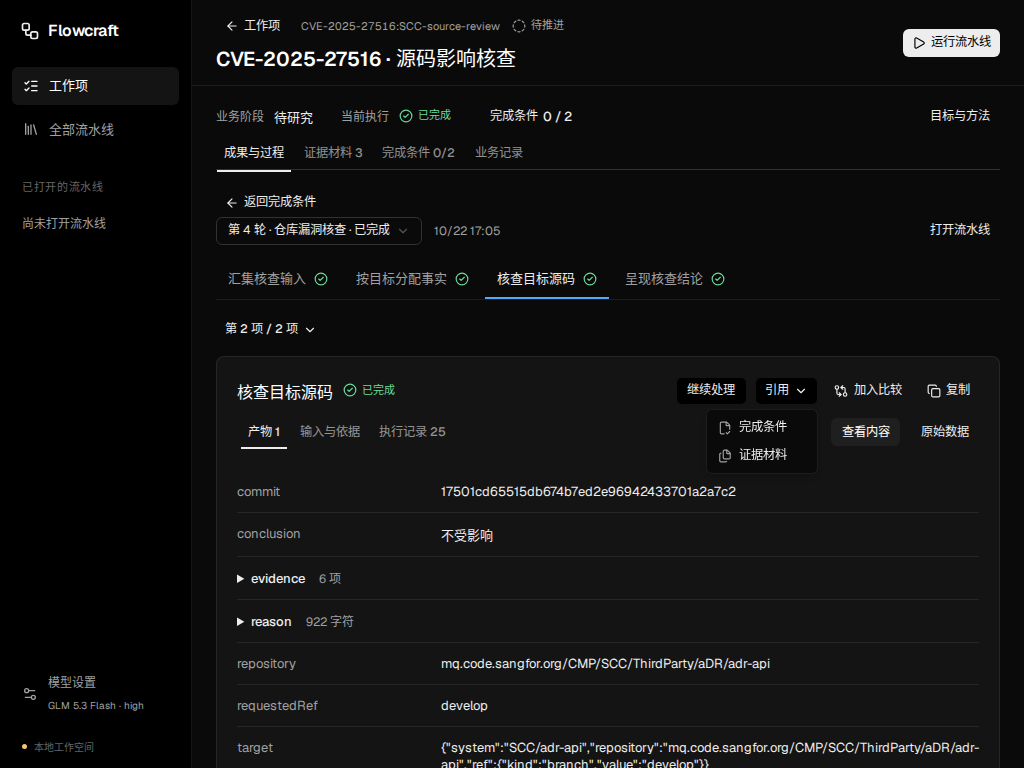 Flowcraft
工作项
全部流水线
已打开的流水线
尚未打开流水线
模型设置
GLM 5.3 Flash · high
本地工作空间
工作项 CVE-2025-27516:SCC-source-review 待推进
CVE-2025-27516 · 源码影响核查
运行流水线
业务阶段 待研究 当前执行 已完成 完成条件 0 / 2 目标与方法
成果与过程 证据材料 3 完成条件 0/2 业务记录
返回完成条件
第 4 轮 · 仓库漏洞核查 · 已完成 10/22 17:05 打开流水线
汇集核查输入 按目标分配事实 核查目标源码 呈现核查结论
第 2 项 / 2 项
核查目标源码 已完成 继续处理 引用 加入比较 复制
完成条件
证据材料
产物 1 输入与依据 执行记录 25 查看内容 原始数据
commit 17501cd65515db674b7ed2e96942433701a2a7c2
conclusion 不受影响
evidence 6 项
reason 922 字符
repository mq.code.sangfor.org/CMP/SCC/ThirdParty/aDR/adr-api
requestedRef develop
target {"system":"SCC/adr-api","repository":"mq.code.sangfor.org/CMP/SCC/ThirdParty/aDR/adr-
api","ref":{"kind":"branch","value":"develop"}}